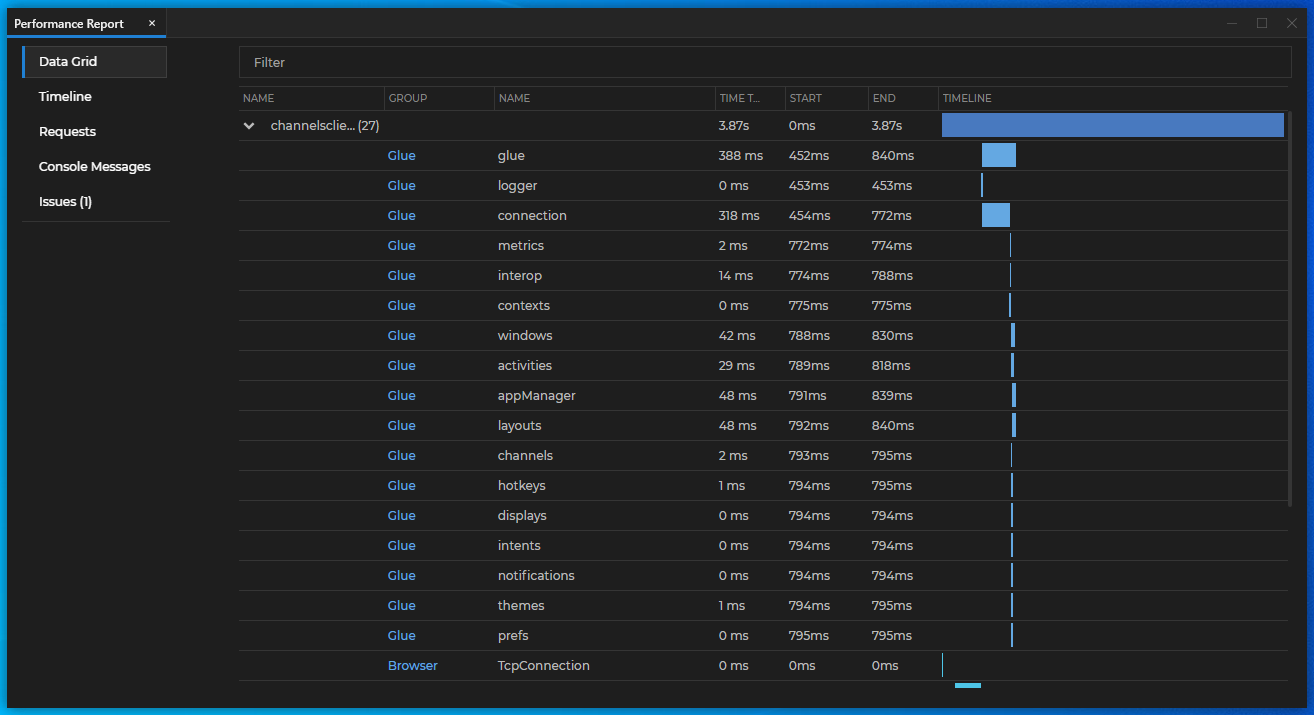 Performance Report ×
Data Grid
Timeline
Requests
Console Messages
Issues (1)
Filter
NAME GROUP NAME TIME T... START END TIMELINE
channelsclie... (27) 3.87s 0ms 3.87s
Glue glue 388 ms 452ms 840ms
Glue logger 0 ms 453ms 453ms
Glue connection 318 ms 454ms 772ms
Glue metrics 2 ms 772ms 774ms
Glue interop 14 ms 774ms 788ms
Glue contexts 0 ms 775ms 775ms
Glue windows 42 ms 788ms 830ms
Glue activities 29 ms 789ms 818ms
Glue appManager 48 ms 791ms 839ms
Glue layouts 48 ms 792ms 840ms
Glue channels 2 ms 793ms 795ms
Glue hotkeys 1 ms 794ms 795ms
Glue displays 0 ms 794ms 794ms
Glue intents 0 ms 794ms 794ms
Glue notifications 0 ms 794ms 794ms
Glue themes 1 ms 794ms 795ms
Glue prefs 0 ms 795ms 795ms
Browser TcpConnection 0 ms 0ms 0ms